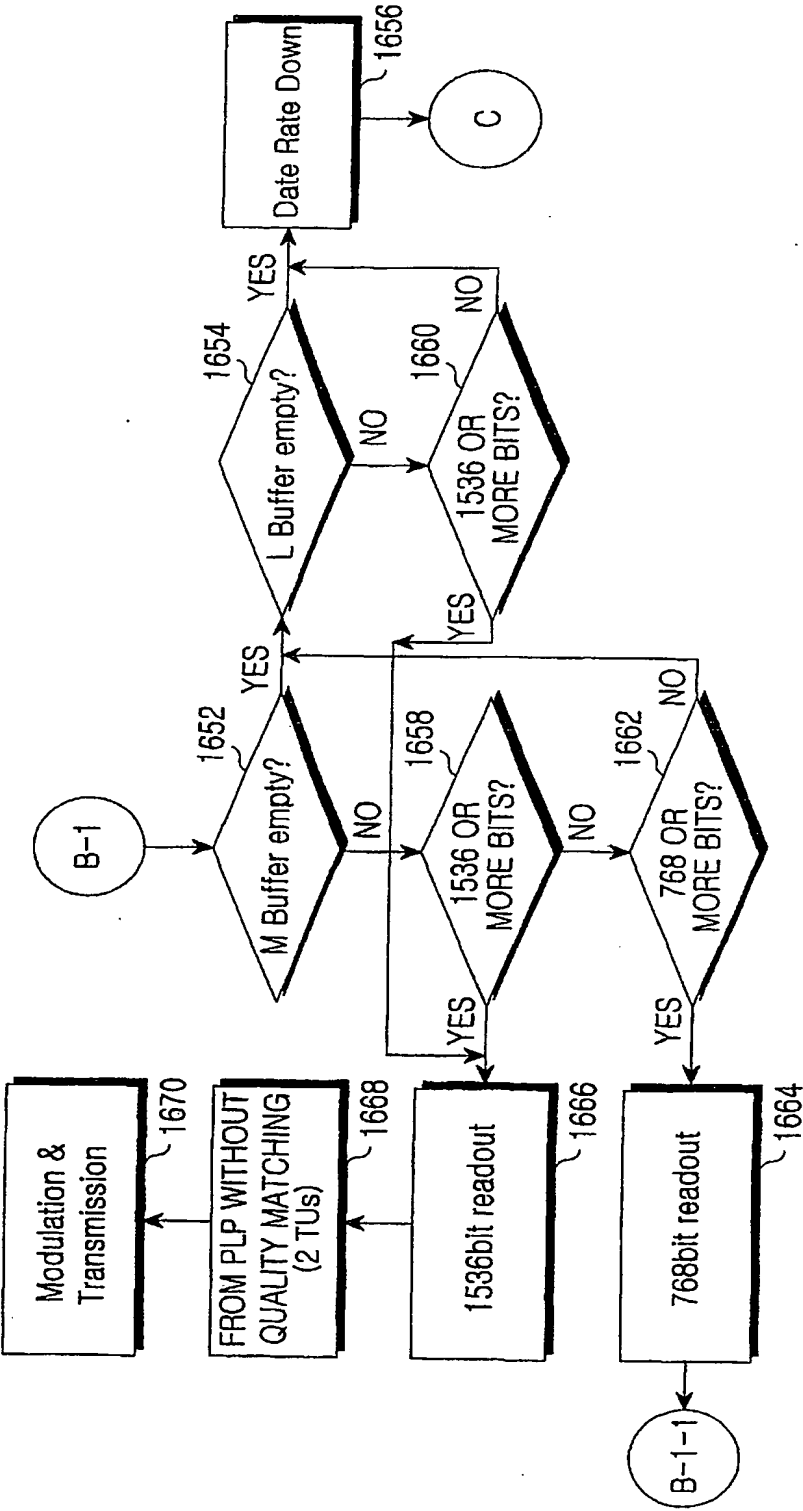 B-1
1652
M Buffer empty?
YES
NO
1654
L Buffer empty?
YES
NO
Date Rate Down
1656
C
1658
1536 OR
MORE BITS?
YES
NO
1660
1536 OR
MORE BITS?
YES
NO
1662
768 OR
MORE BITS?
YES
NO
768bit readout
1664
B-1-1
1536bit readout
1666
FROM PLP WITHOUT
QUALITY MATCHING
(2 TUs)
1668
Modulation &
Transmission
1670